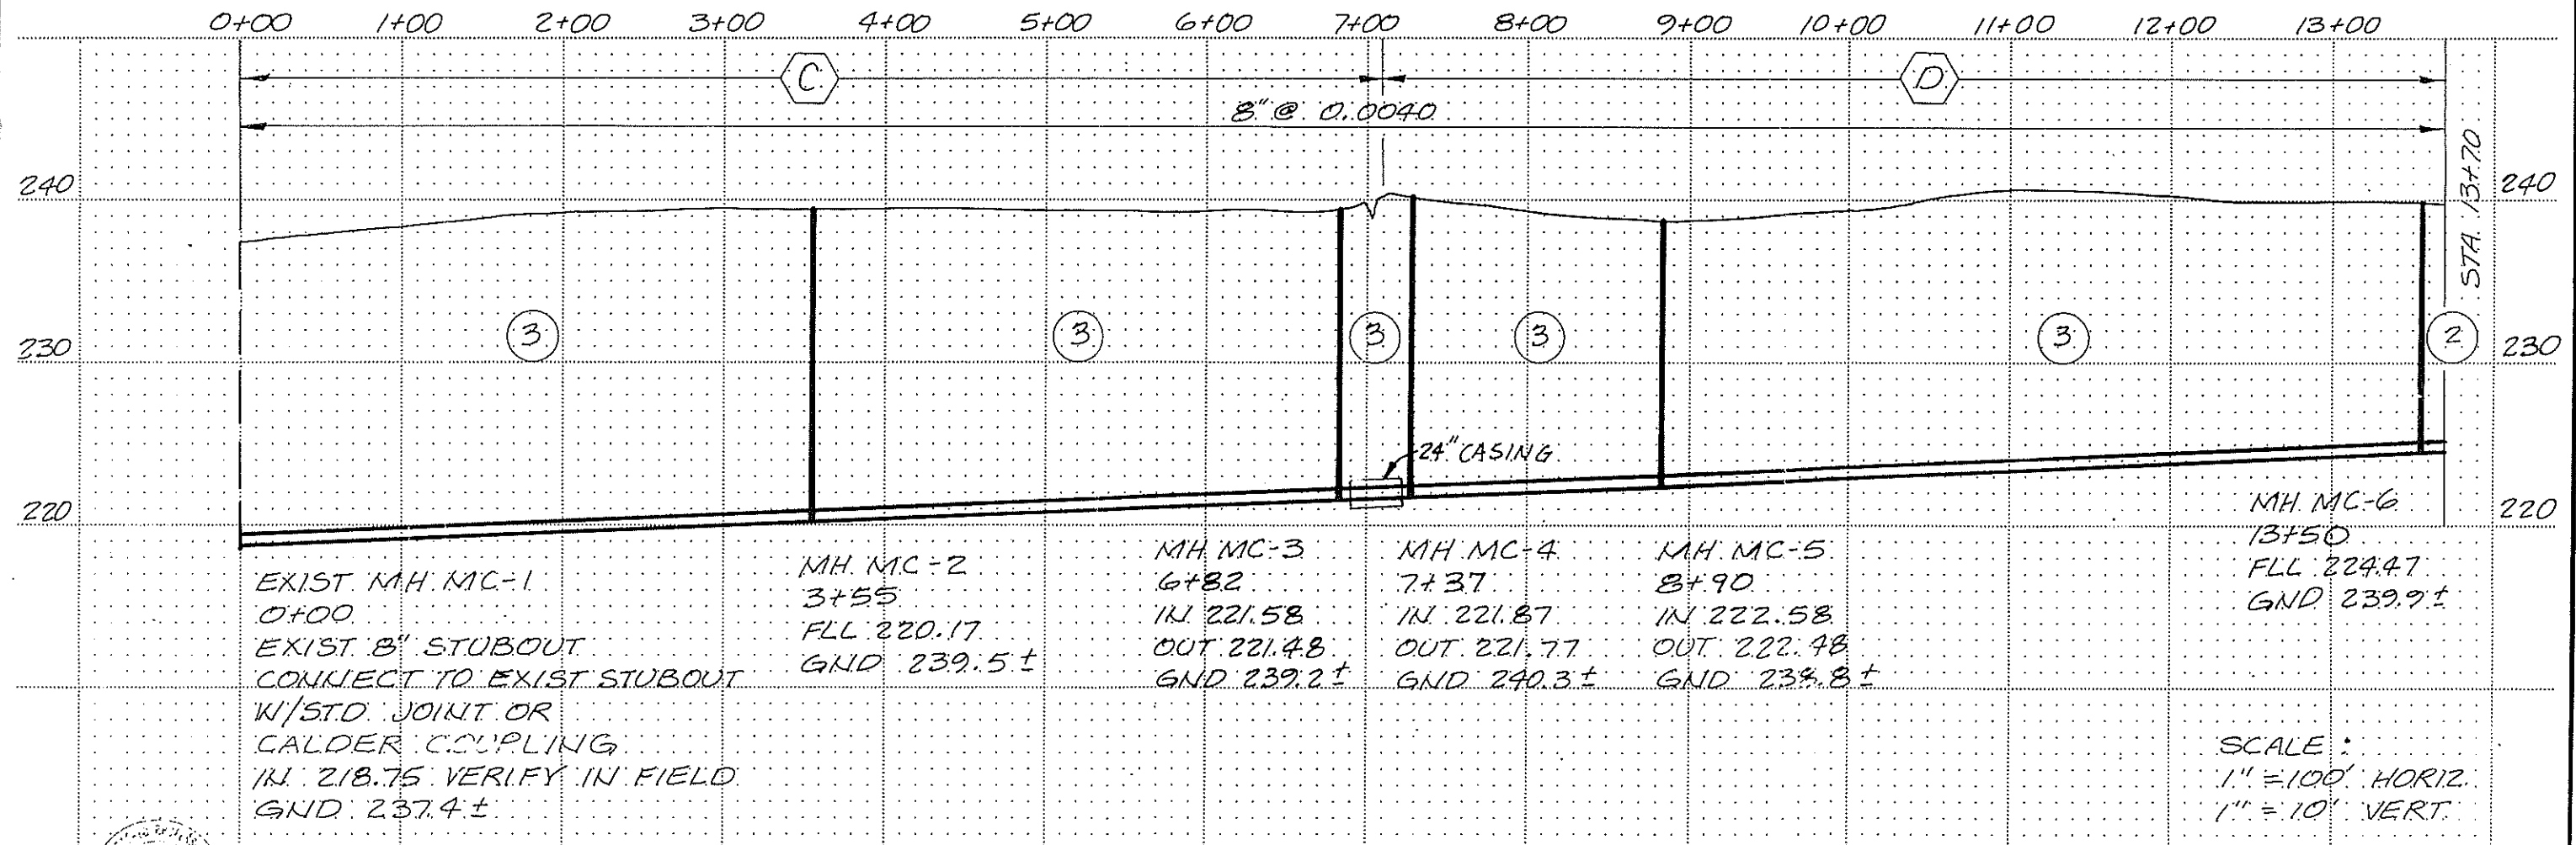 0+00 1+00 2+00 3+00 4+00 5+00 6+00 7+00 8+00 9+00 10+00 11+00 12+00 13+00
C D
8" @ 0.0040
STA. 13+70
240 240
3 3 3 3 3 2
230 230
24" CASING
220 220
EXIST. MH. MC-1
0+00
EXIST. 8" STUBOUT
CONNECT TO EXIST STUBOUT
W/STD. JOINT OR
CALDER COUPLING
IN. 218.75 VERIFY IN FIELD
GND. 237.4 ±
MH. MC-2
3+55
FLL 220.17
GND 239.5 ±
MH MC-3
6+82
IN 221.58
OUT 221.48
GND 239.2 ±
MH MC-4
7+37
IN. 221.87
OUT 221.77
GND 240.3 ±
MH MC-5
8+90
IN 222.58
OUT 222.48
GND 238.8 ±
MH. MC-6
13+50
FLL 224.47
GND 239.9 ±
SCALE :
1" = 100' HORIZ.
1" = 10' VERT.